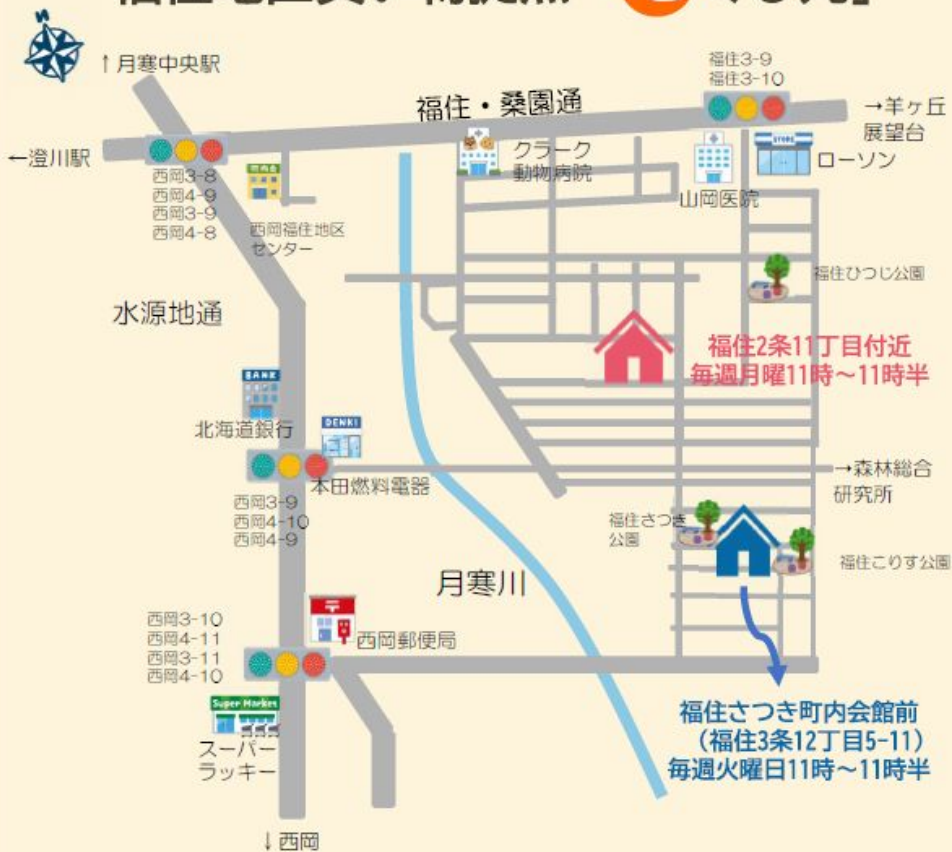 N
↑月寒中央駅
福住3-9
福住3-10
福住・桑園通
→羊ヶ丘
展望台
←澄川駅
西岡3-8
西岡4-9
西岡3-9
西岡4-8
クラーク
動物病院
STORE
ローソン
山岡医院
西岡福住地区
センター
福住ひつじ公園
水源地通
福住2条11丁目付近
毎週月曜11時～11時半
BANK
北海道銀行
DENKI
本田燃料電器
→森林総合
研究所
西岡3-9
西岡4-10
西岡4-9
福住さつき
公園
福住こりす公園
月寒川
西岡3-10
西岡4-11
西岡3-11
西岡4-10
〒
西岡郵便局
Super Market
スーパー
ラッキー
福住さつき町内会館前
（福住3条12丁目5-11）
毎週火曜日11時～11時半
↓西岡